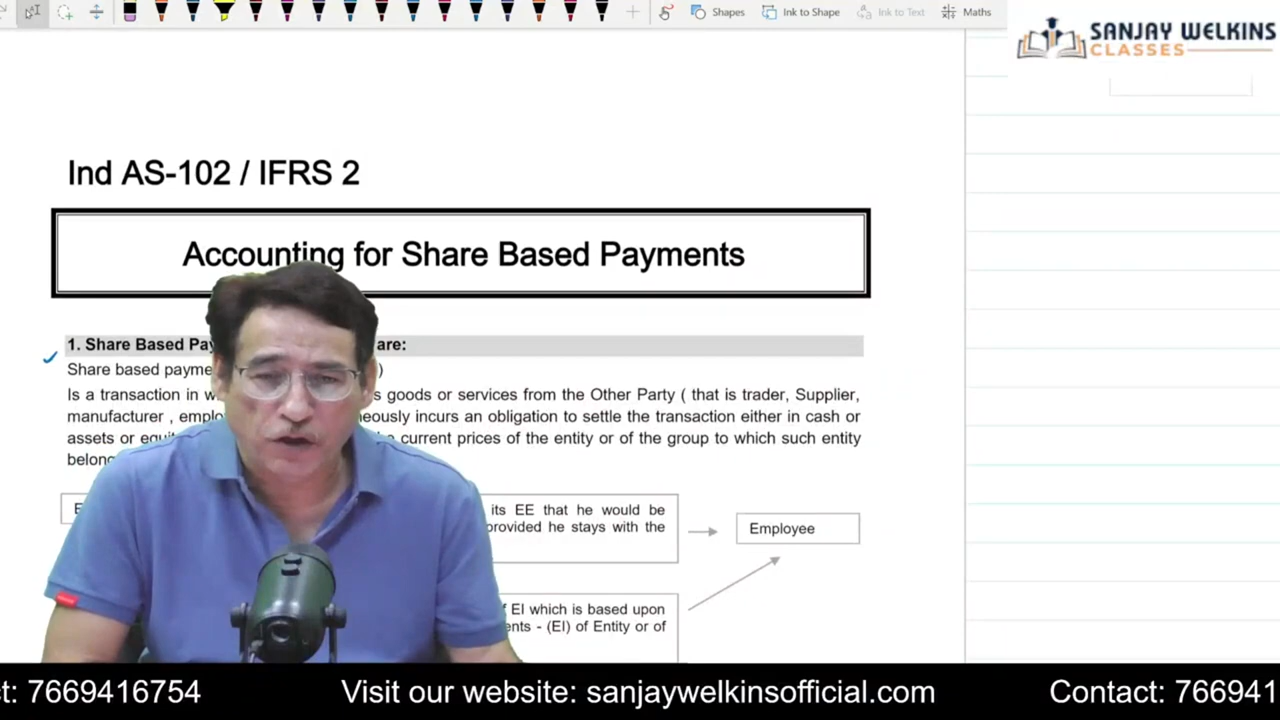 Shapes
Ink to Shape
Ink to Text
Maths
SANJAY WELKINS
CLASSES
Ind AS-102 / IFRS 2
Accounting for Share Based Payments
1. Share Based Pay are:
Share based payme )
Is a transaction in w s goods or services from the Other Party ( that is trader, Supplier,
manufacturer , emplo eously incurs an obligation to settle the transaction either in cash or
assets or equi current prices of the entity or of the group to which such entity
belong
its EE that he would be
provided he stays with the
Employee
EI which is based upon
ents - (EI) of Entity or of
t: 7669416754 Visit our website: sanjaywelkinsofficial.com Contact: 766941